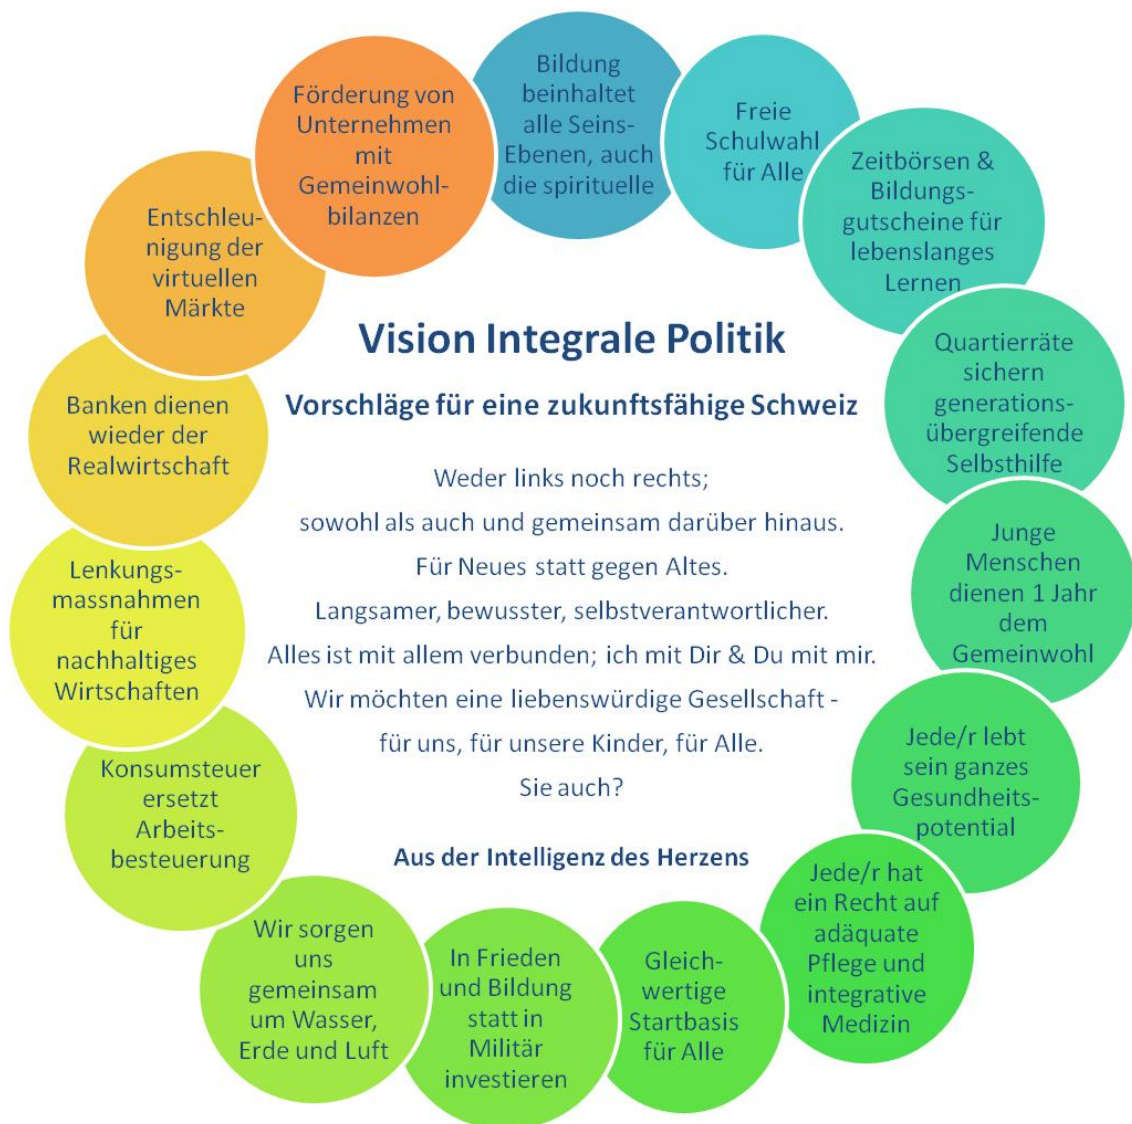 Bildung
beinhaltet
alle Seins-
Ebenen, auch
die spirituelle
Freie
Schulwahl
für Alle
Zeitbörsen &
Bildungs-
gutscheine für
lebenslanges
Lernen
Quartierräte
sichern
generations-
übergreifende
Selbsthilfe
Junge
Menschen
dienen 1 Jahr
dem
Gemeinwohl
Jede/r lebt
sein ganzes
Gesundheits-
potential
Jede/r hat
ein Recht auf
adäquate
Pflege und
integrative
Medizin
Gleich-
wertige
Startbasis
für Alle
In Frieden
und Bildung
statt in
Militär
investieren
Wir sorgen
uns
gemeinsam
um Wasser,
Erde und Luft
Konsumsteuer
ersetzt
Arbeits-
besteuerung
Lenkungs-
massnahmen
für
nachhaltiges
Wirtschaften
Banken dienen
wieder der
Realwirtschaft
Entschleu-
nigung der
virtuellen
Märkte
Förderung von
Unternehmen
mit
Gemeinwohl-
bilanzen
Vision Integrale Politik
Vorschläge für eine zukunftsfähige Schweiz
Weder links noch rechts;
sowohl als auch und gemeinsam darüber hinaus.
Für Neues statt gegen Altes.
Langsamer, bewusster, selbstverantwortlicher.
Alles ist mit allem verbunden; ich mit Dir & Du mit mir.
Wir möchten eine liebenswürdige Gesellschaft -
für uns, für unsere Kinder, für Alle.
Sie auch?
Aus der Intelligenz des Herzens